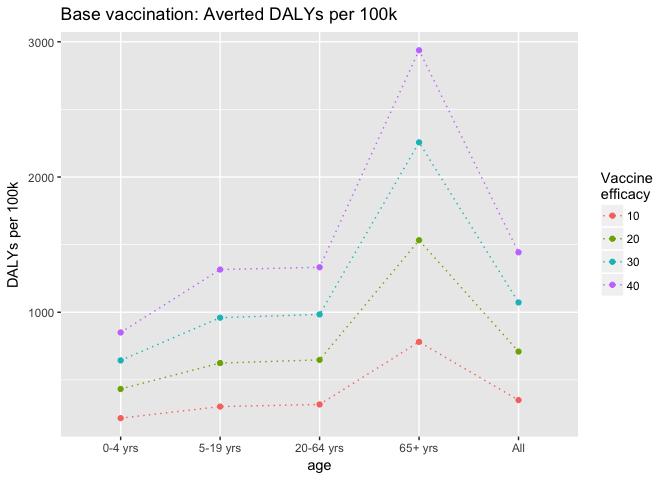 Base vaccination: Averted DALYs per 100k
3000
2000
1000
DALYs per 100k
0-4 yrs
5-19 yrs
20-64 yrs
65+ yrs
All
age
Vaccine
efficacy
10
20
30
40